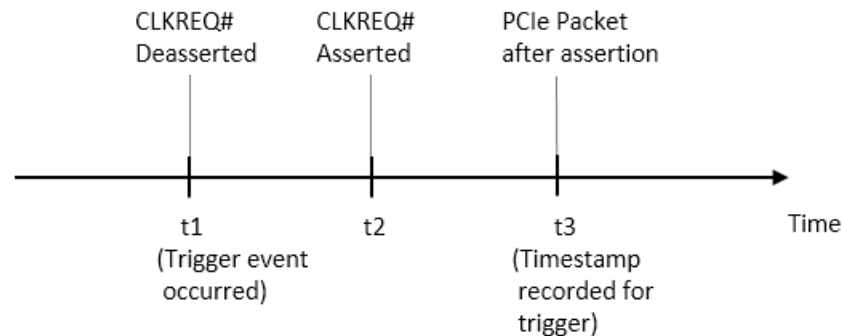 CLKREQ#
Deasserted
CLKREQ#
Asserted
PCIe Packet
after assertion
t1
(Trigger event
occurred)
t2
t3
(Timestamp
recorded for
trigger)
Time